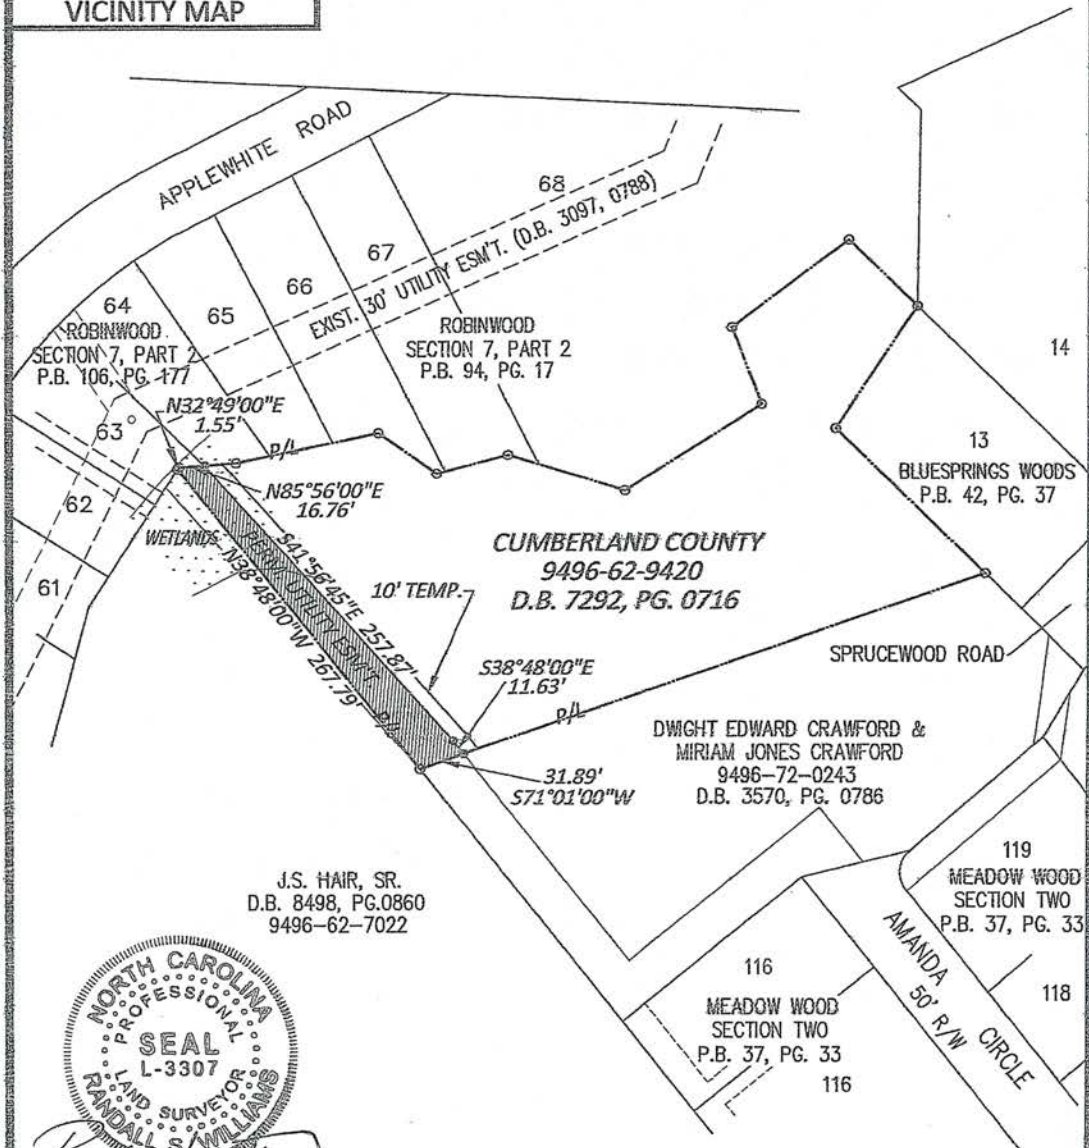 VICINITY MAP
APPLEWHITE ROAD
68
67
66
65
64
EXIST. 30' UTILITY ESM'T. (D.B. 3097, 0788)
ROBINWOOD
SECTION 7, PART 2
P.B. 106, PG. 177
ROBINWOOD
SECTION 7, PART 2
P.B. 94, PG. 17
14
N32°49'00"E
1.55'
63
P/L
N85°56'00"E
16.76'
13
BLUESPRINGS WOODS
P.B. 42, PG. 37
62
WETLANDS
61
PERM. UTILITY ESM'T
S41°56'45"E 257.87'
N38°48'00"W 267.79'
P/L
10' TEMP.
CUMBERLAND COUNTY
9496-62-9420
D.B. 7292, PG. 0716
SPRUCEWOOD ROAD
S38°48'00"E
11.63'
P/L
31.89'
S71°01'00"W
DWIGHT EDWARD CRAWFORD &
MIRIAM JONES CRAWFORD
9496-72-0243
D.B. 3570, PG. 0786
J.S. HAIR, SR.
D.B. 8498, PG.0860
9496-62-7022
119
MEADOW WOOD
SECTION TWO
P.B. 37, PG. 33
118
AMANDA CIRCLE
50' R/W
116
MEADOW WOOD
SECTION TWO
P.B. 37, PG. 33
116
NORTH CAROLINA
PROFESSIONAL
SEAL
L-3307
LAND SURVEYOR
RANDALL S. WILLIAMS